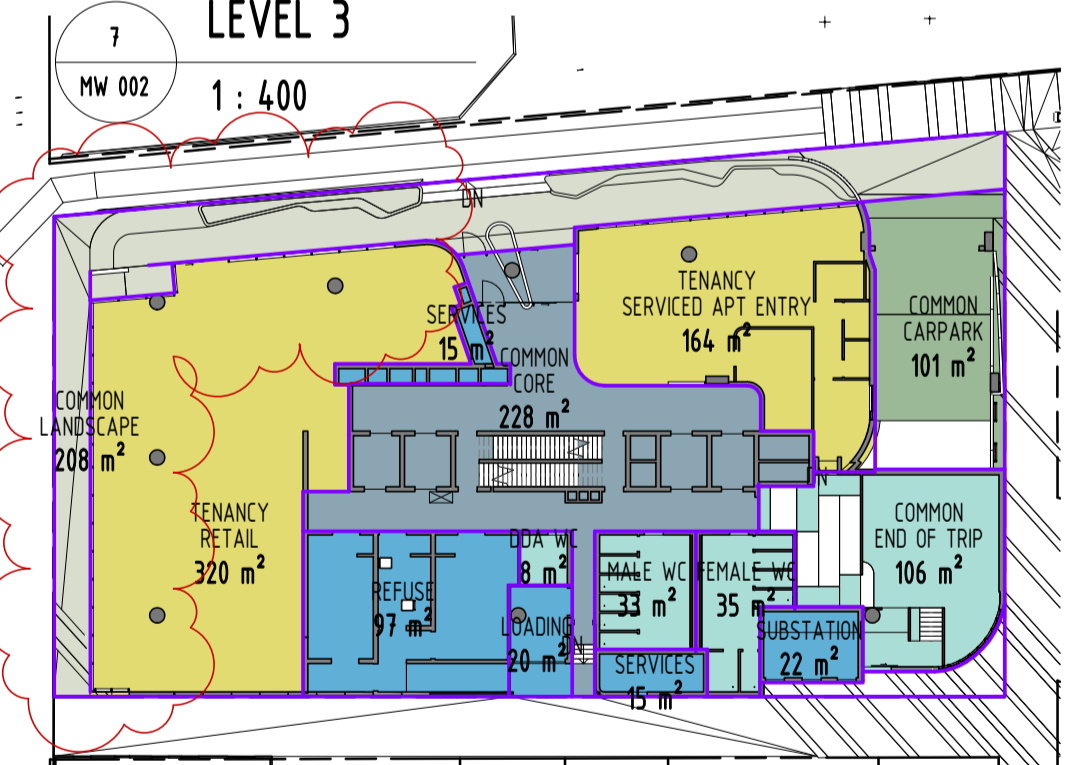 7
MW 002
LEVEL 3
1 : 400
DN
TENANCY
SERVICED APT ENTRY
164 m²
COMMON
CARPARK
101 m²
SERVICES
15 m²
COMMON
CORE
228 m²
COMMON
LANDSCAPE
208 m²
TENANCY
RETAIL
320 m²
REFUSE
97 m²
DDA WC
8 m²
LOADING
20 m²
MALE WC
33 m²
FEMALE WC
35 m²
SERVICES
15 m²
SUBSTATION
22 m²
COMMON
END OF TRIP
106 m²